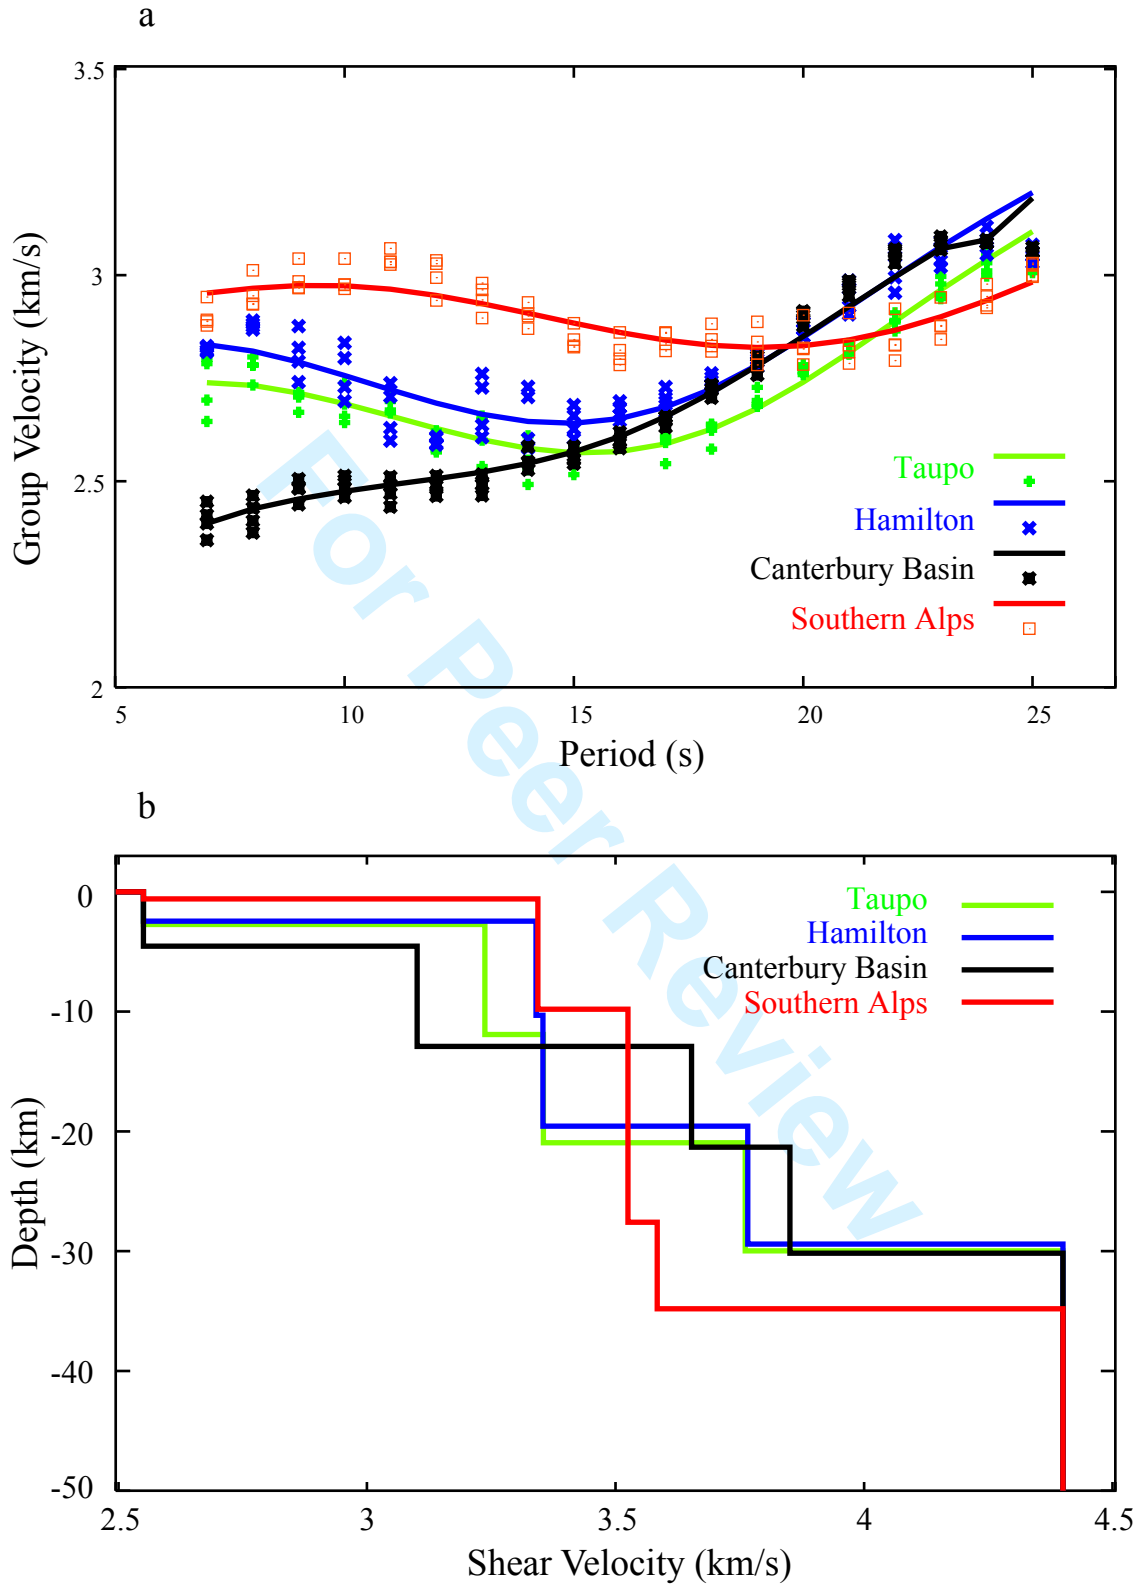 a
3.5
3
2.5
2
5
10
15
20
25
Group Velocity (km/s)
Period (s)
Taupo
Hamilton
Canterbury Basin
Southern Alps
For Peer Review
b
0
-10
-20
-30
-40
-50
2.5
3
3.5
4
4.5
Depth (km)
Shear Velocity (km/s)
Taupo
Hamilton
Canterbury Basin
Southern Alps